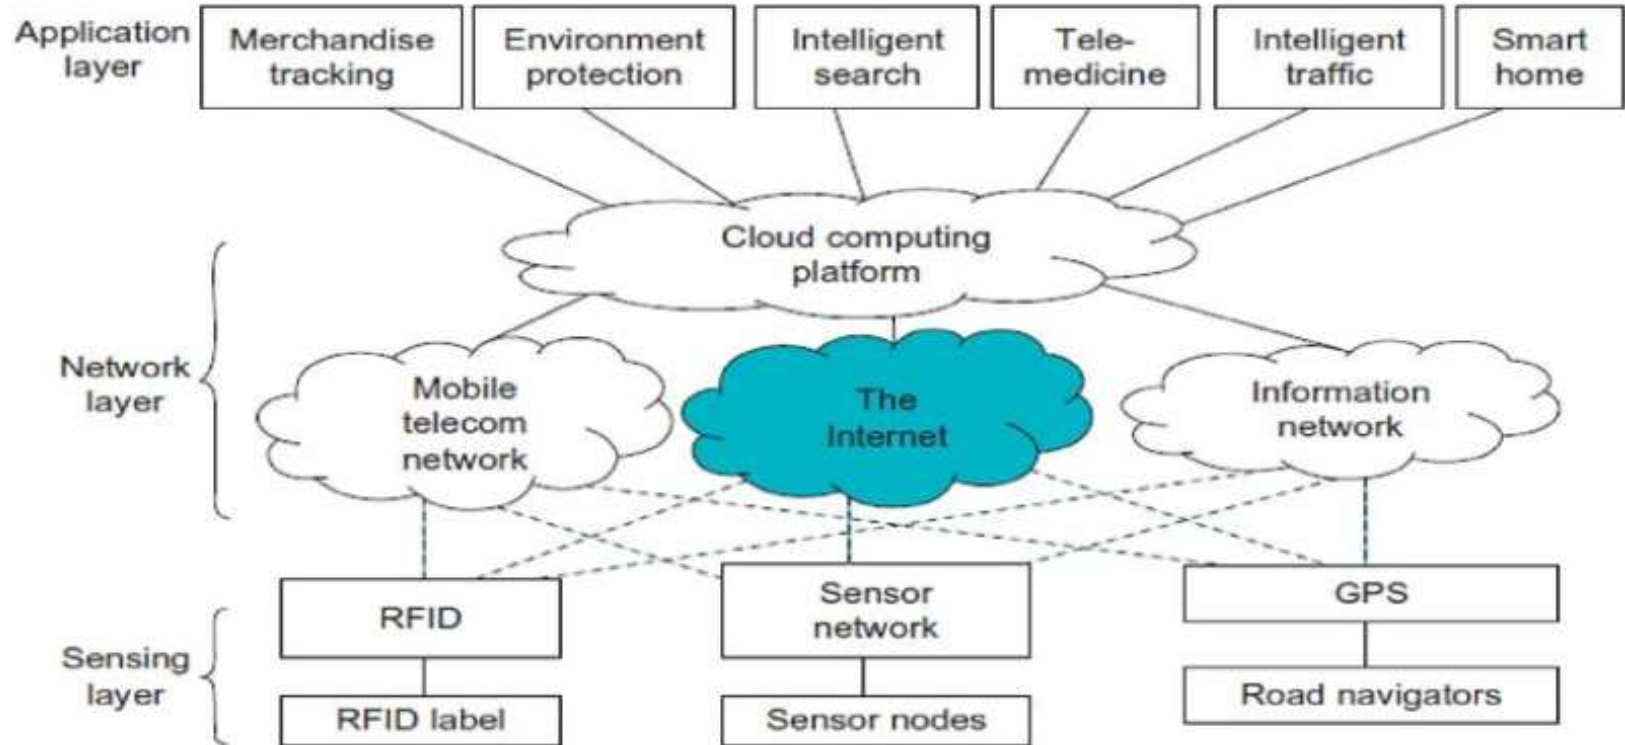 Application
layer
Merchandise
tracking
Environment
protection
Intelligent
search
Tele-
medicine
Intelligent
traffic
Smart
home
Cloud computing
platform
Network
layer
Mobile
telecom
network
The
Internet
Information
network
Sensing
layer
RFID
Sensor
network
GPS
RFID label
Sensor nodes
Road navigators